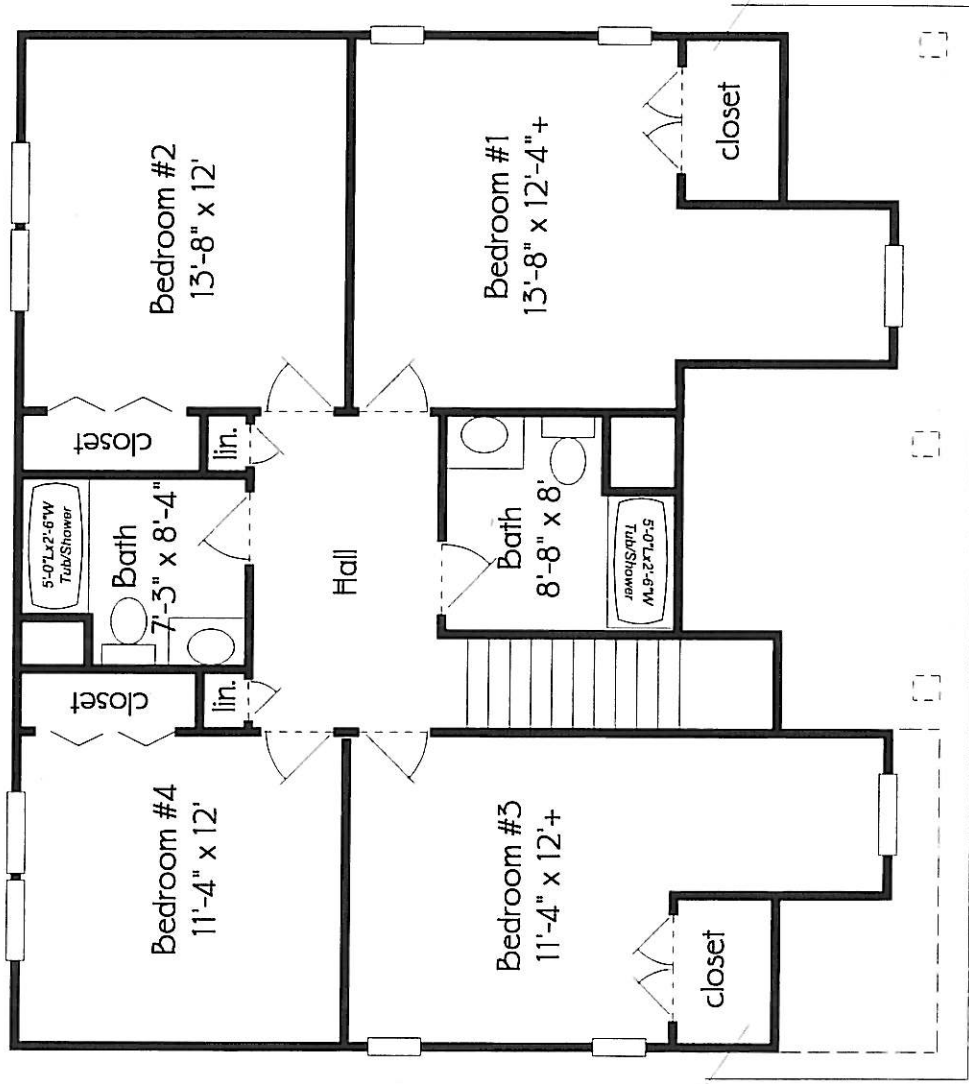 Bedroom #2
13'-8" x 12'
Bedroom #1
13'-8" x 12'-4"+
closet
closet
lin.
5'-0"Lx2'-6"W
Tub/Shower
Bath
7'-3" x 8'-4"
Hall
Bath
8'-8" x 8'
5'-0"Lx2'-6"W
Tub/Shower
closet
lin.
Bedroom #4
11'-4" x 12'
Bedroom #3
11'-4" x 12'+
closet